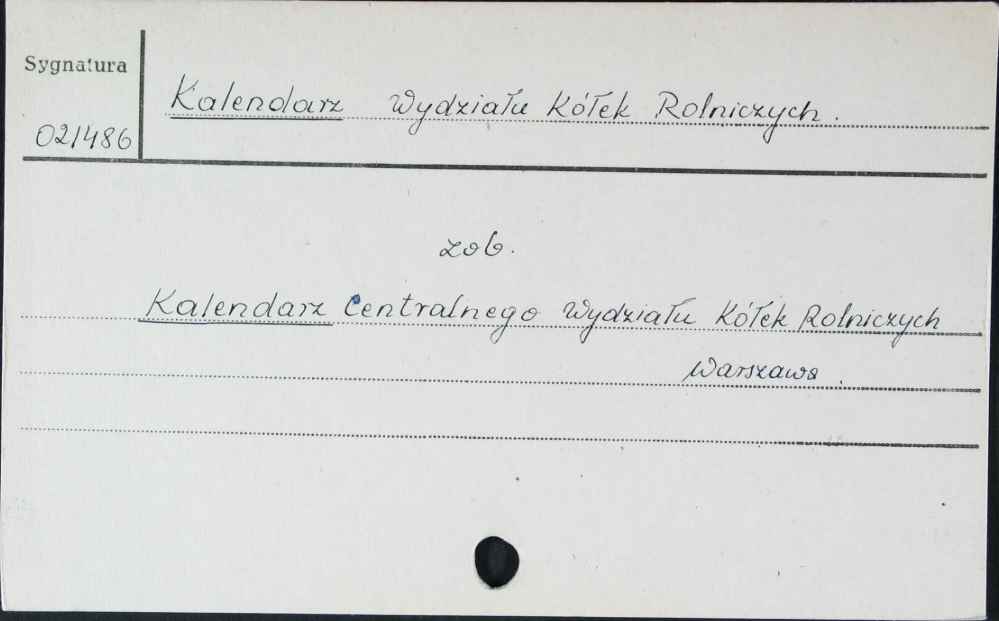 Sygnatura
021486
Kalendarz Wydziału Kółek Rolniczych.
zob.
Kalendarz Centralnego Wydziału Kółek Rolniczych
Warszawa.